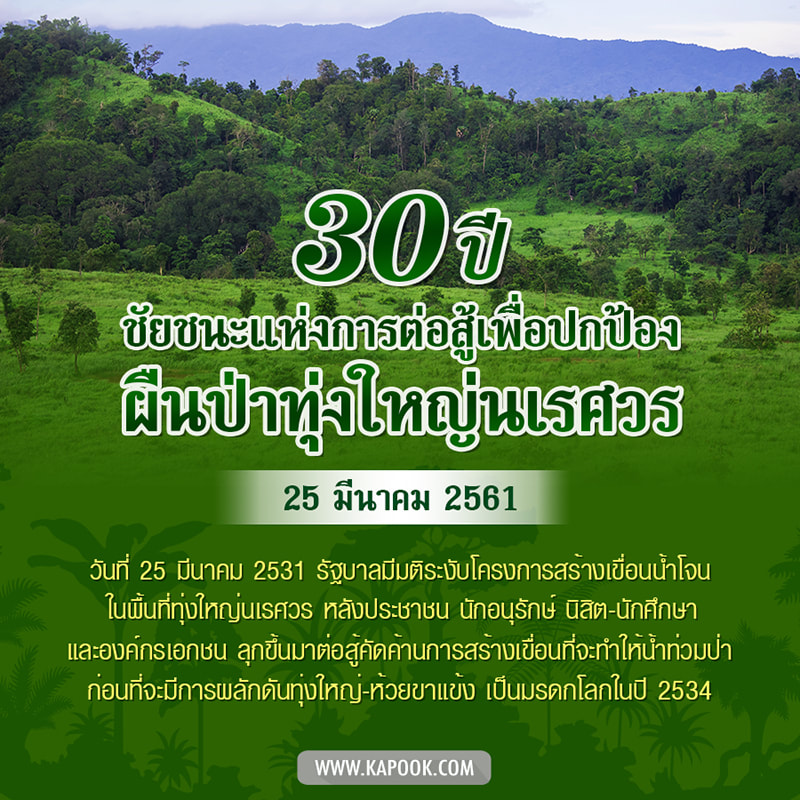 30 ปี
ชัยชนะแห่งการต่อสู้เพื่อปกป้อง
ผืนป่าทุ่งใหญ่นเรศวร
25 มีนาคม 2561
วันที่ 25 มีนาคม 2531 รัฐบาลมีมติระงับโครงการสร้างเขื่อนน้ำโจน
ในพื้นที่ทุ่งใหญ่นเรศวร หลังประชาชน นักอนุรักษ์ นิสิต-นักศึกษา
และองค์กรเอกชน ลุกขึ้นมาต่อสู้คัดค้านการสร้างเขื่อนที่จะทำให้น้ำท่วมป่า
ก่อนที่จะมีการผลักดันทุ่งใหญ่-ห้วยขาแข้ง เป็นมรดกโลกในปี 2534
WWW.KAPOOK.COM